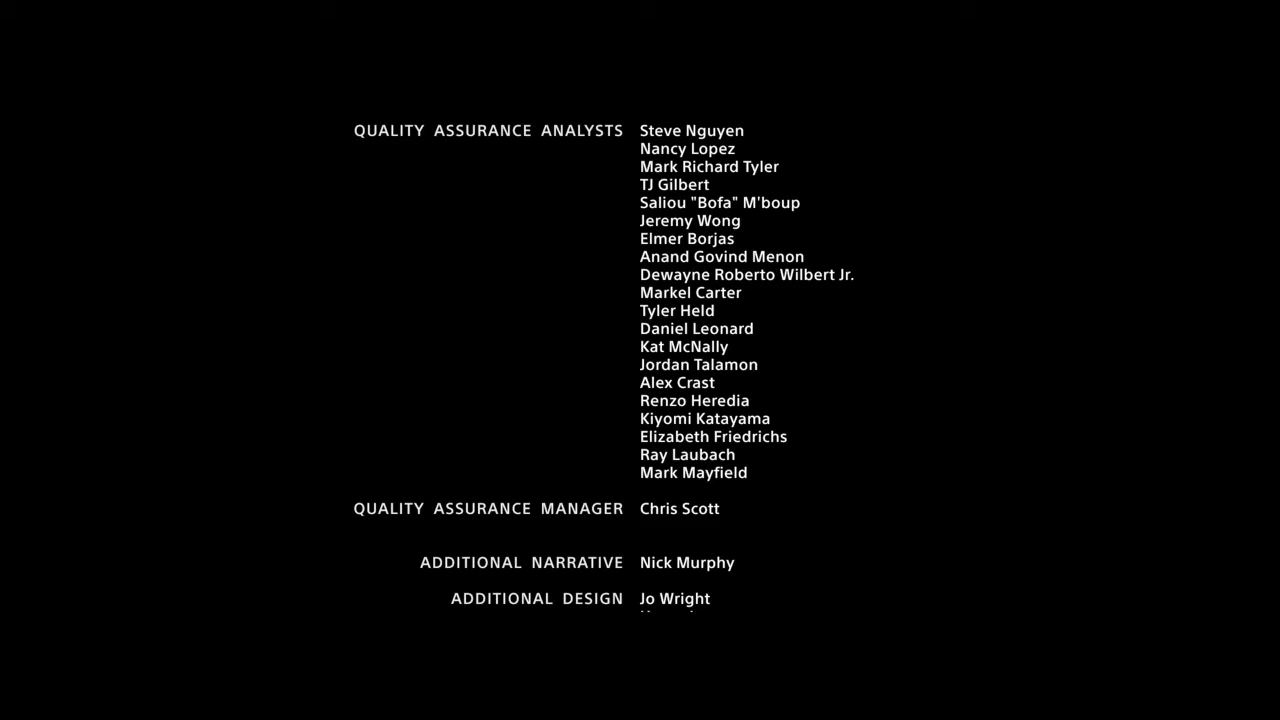 QUALITY ASSURANCE ANALYSTS Steve Nguyen
Nancy Lopez
Mark Richard Tyler
TJ Gilbert
Saliou "Bofa" M'boup
Jeremy Wong
Elmer Borjas
Anand Govind Menon
Dewayne Roberto Wilbert Jr.
Markel Carter
Tyler Held
Daniel Leonard
Kat McNally
Jordan Talamon
Alex Crast
Renzo Heredia
Kiyomi Katayama
Elizabeth Friedrichs
Ray Laubach
Mark Mayfield
QUALITY ASSURANCE MANAGER Chris Scott
ADDITIONAL NARRATIVE Nick Murphy
ADDITIONAL DESIGN Jo Wright